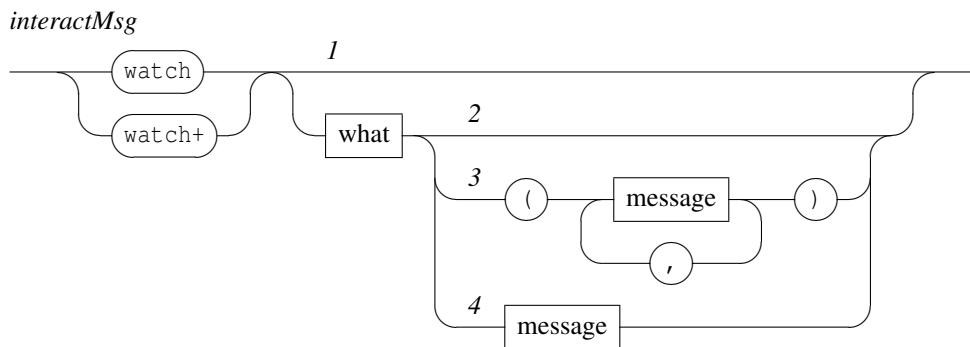 interactMsg
1
watch
watch+
2
what
3
( message )
,
4
message